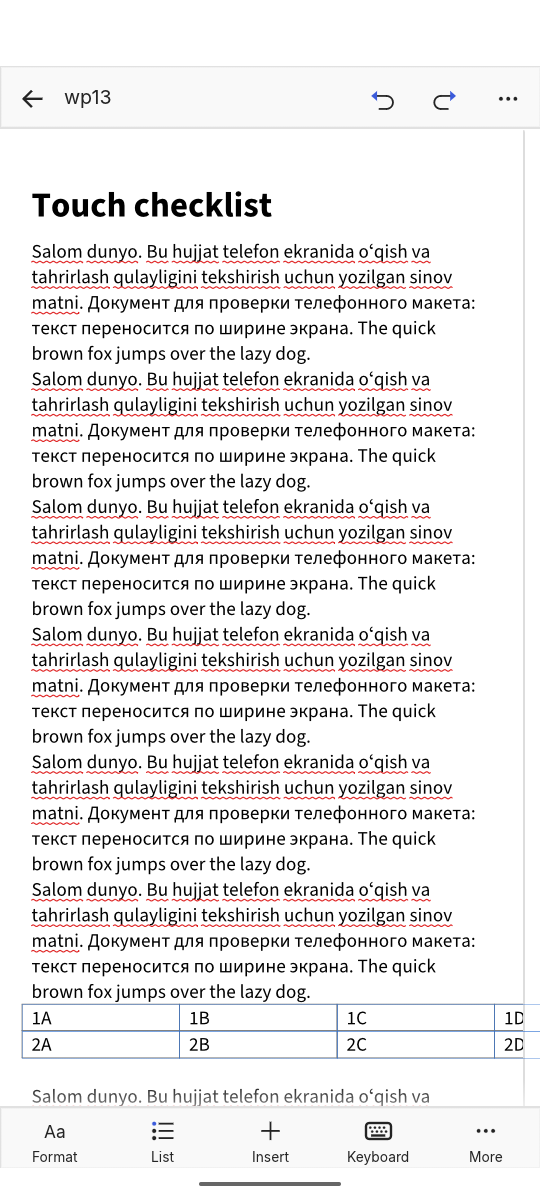 wp13
Touch checklist
Salom dunyo. Bu hujjat telefon ekranida oʻqish va
tahrirlash qulayligini tekshirish uchun yozilgan sinov
matni. Документ для проверки телефонного макета:
текст переносится по ширине экрана. The quick
brown fox jumps over the lazy dog.
Salom dunyo. Bu hujjat telefon ekranida oʻqish va
tahrirlash qulayligini tekshirish uchun yozilgan sinov
matni. Документ для проверки телефонного макета:
текст переносится по ширине экрана. The quick
brown fox jumps over the lazy dog.
Salom dunyo. Bu hujjat telefon ekranida oʻqish va
tahrirlash qulayligini tekshirish uchun yozilgan sinov
matni. Документ для проверки телефонного макета:
текст переносится по ширине экрана. The quick
brown fox jumps over the lazy dog.
Salom dunyo. Bu hujjat telefon ekranida oʻqish va
tahrirlash qulayligini tekshirish uchun yozilgan sinov
matni. Документ для проверки телефонного макета:
текст переносится по ширине экрана. The quick
brown fox jumps over the lazy dog.
Salom dunyo. Bu hujjat telefon ekranida oʻqish va
tahrirlash qulayligini tekshirish uchun yozilgan sinov
matni. Документ для проверки телефонного макета:
текст переносится по ширине экрана. The quick
brown fox jumps over the lazy dog.
Salom dunyo. Bu hujjat telefon ekranida oʻqish va
tahrirlash qulayligini tekshirish uchun yozilgan sinov
matni. Документ для проверки телефонного макета:
текст переносится по ширине экрана. The quick
brown fox jumps over the lazy dog.
1A 1B 1C 1D
2A 2B 2C 2D
Salom dunyo. Bu hujjat telefon ekranida oʻqish va
Aa
Format List Insert Keyboard More